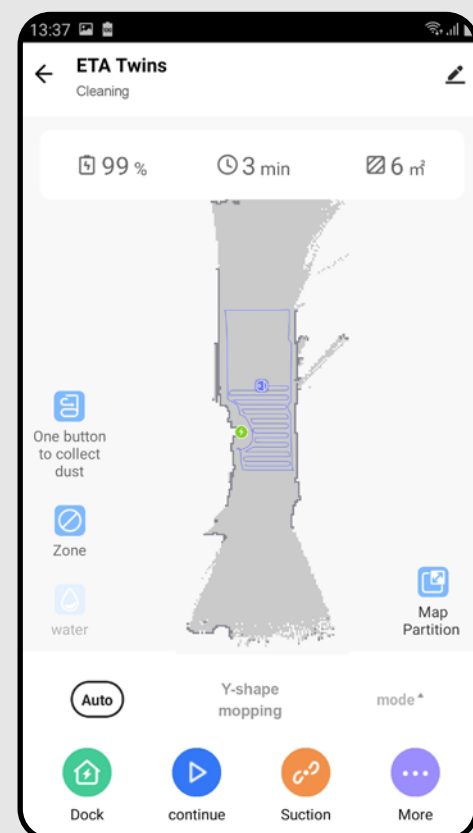 13:37
ETA Twins
Cleaning
99 %
3 min
6 ㎡
One button
to collect
dust
Zone
water
Map
Partition
Auto
Y-shape
mopping
mode
Dock
continue
Suction
More